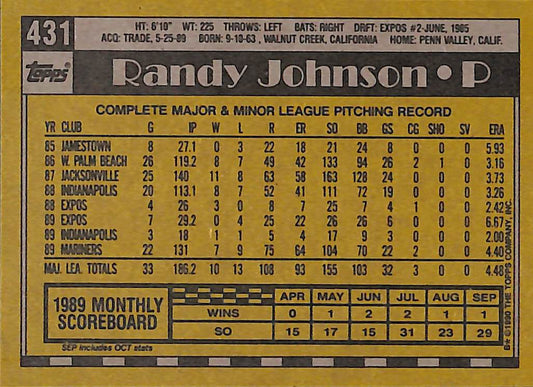 431
HT: 6'10" WT: 225 THROWS: LEFT BATS: RIGHT DRFT: EXPOS #2-JUNE, 1985
ACQ: TRADE, 5-25-89 BORN: 9-10-63, WALNUT CREEK, CALIFORNIA HOME: PENN VALLEY, CALIF.
Topps
Randy Johnson • P
COMPLETE MAJOR & MINOR LEAGUE PITCHING RECORD
YR CLUB G IP W L R ER SO BB GS CG SHO SV ERA
85 JAMESTOWN 8 27.1 0 3 22 18 21 24 8 0 0 0 5.93
86 W. PALM BEACH 26 119.2 8 7 49 42 133 94 26 2 1 0 3.16
87 JACKSONVILLE 25 140 11 8 63 58 163 128 24 0 0 0 3.73
88 INDIANAPOLIS 20 113.1 8 7 52 41 111 72 19 0 0 0 3.26
88 EXPOS 4 26 3 0 8 7 25 7 4 1 0 0 2.42
89 EXPOS 7 29.2 0 4 25 22 26 26 6 0 0 0 6.67
89 INDIANAPOLIS 3 18 1 1 5 4 17 9 3 0 0 0 2.00
89 MARINERS 22 131 7 9 75 64 104 70 22 2 0 0 4.40
MAJ. LEA. TOTALS 33 186.2 10 13 108 93 155 103 32 3 0 0 4.48
1989 MONTHLY SCOREBOARD
APR MAY JUN JUL AUG SEP
WINS 0 1 2 2 1 1
SO 15 17 15 31 23 29
SEP includes OCT stats
B* © 1990 THE TOPPS COMPANY, INC.